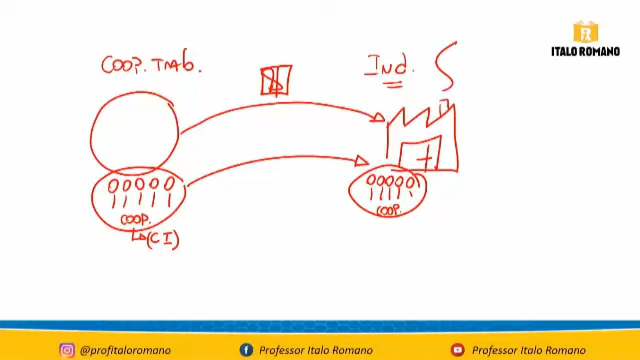 ITALO ROMANO
COOP. TRAB.
Ind.
$
COOP.
(CI)
COOP.
@profitaloromano
Professor Italo Romano
Professor Italo Romano